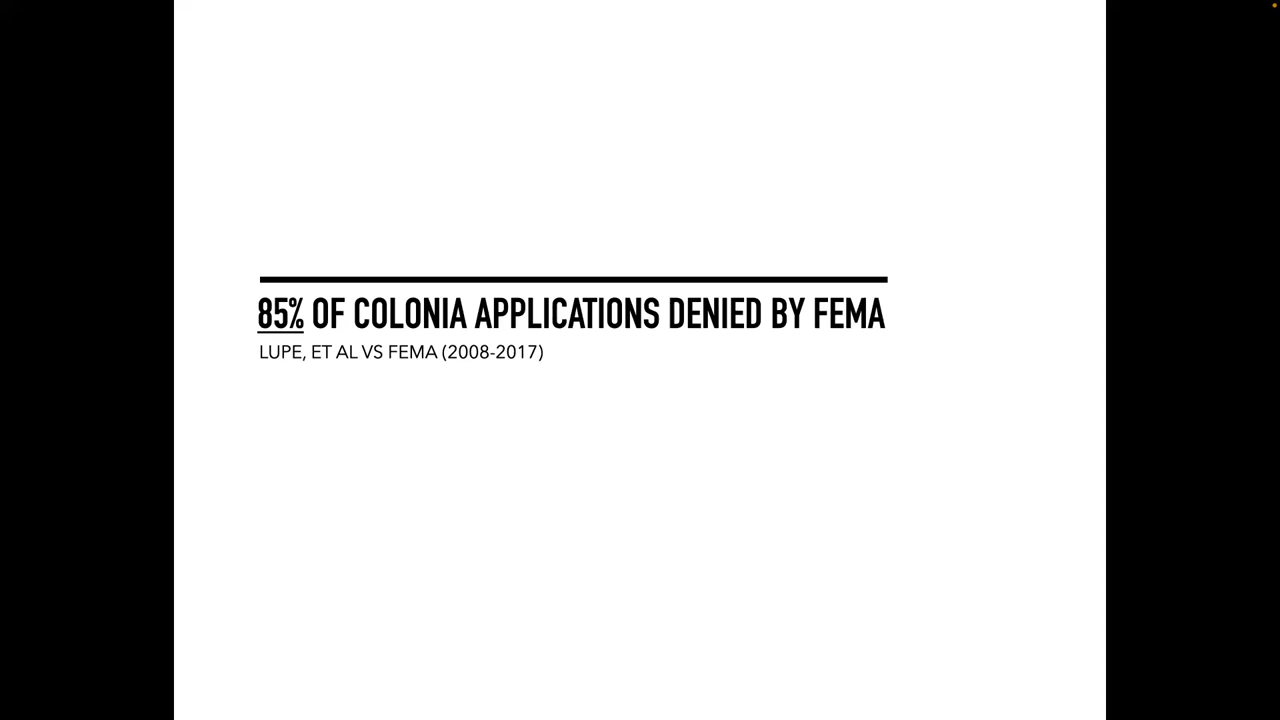 85% OF COLONIA APPLICATIONS DENIED BY FEMA
LUPE, ET AL VS FEMA (2008-2017)